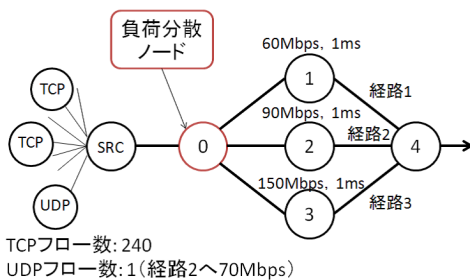 負荷分散
ノード
60Mbps, 1ms
TCP
1
経路1
90Mbps, 1ms
TCP
SRC
0
2
経路2
4
150Mbps, 1ms
UDP
3
経路3
TCPフロー数: 240
UDPフロー数: 1(経路2へ70Mbps)